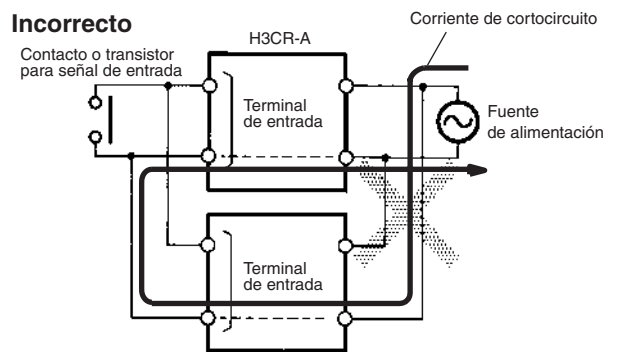 Incorrecto
Corriente de cortocircuito
H3CR-A
Contacto o transistor
para señal de entrada
Terminal
de entrada
Fuente
de alimentación
Terminal
de entrada